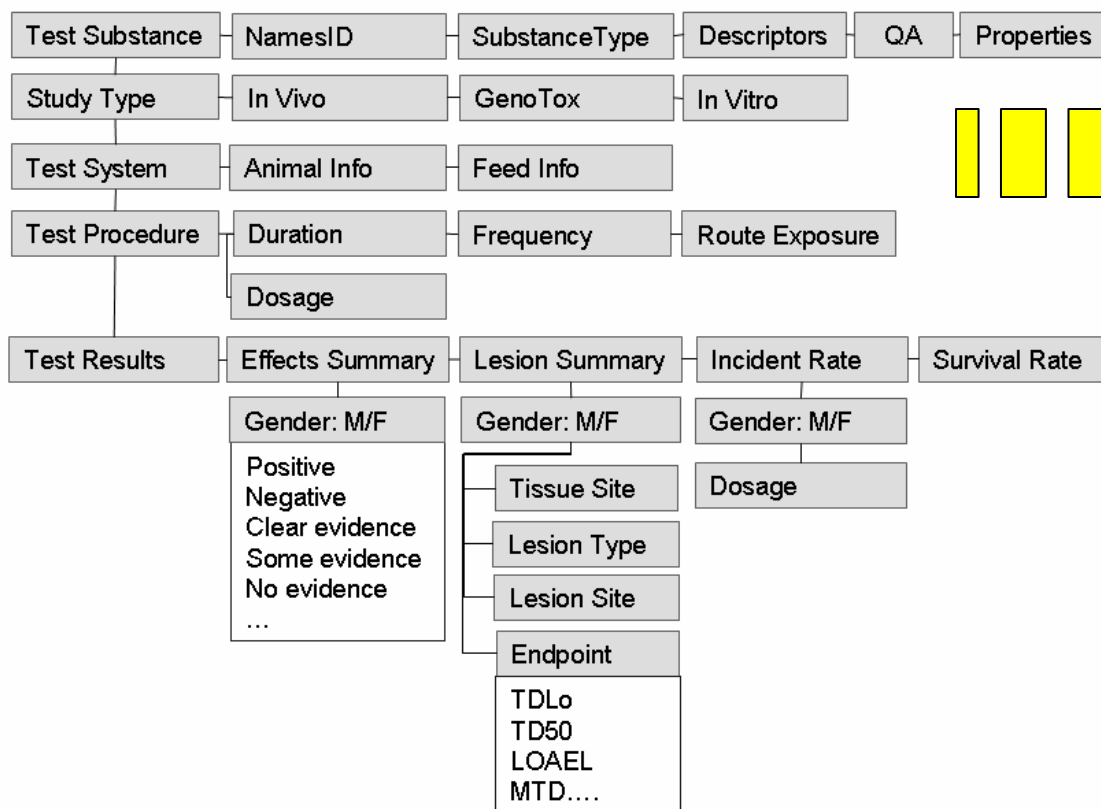 Test Substance
NamesID
SubstanceType
Descriptors
QA
Properties
Study Type
In Vivo
GenoTox
In Vitro
Test System
Animal Info
Feed Info
Test Procedure
Duration
Frequency
Route Exposure
Dosage
Test Results
Effects Summary
Lesion Summary
Incident Rate
Survival Rate
Gender: M/F
Positive
Negative
Clear evidence
Some evidence
No evidence
…
Gender: M/F
Tissue Site
Lesion Type
Lesion Site
Endpoint
TDLo
TD50
LOAEL
MTD….
Gender: M/F
Dosage